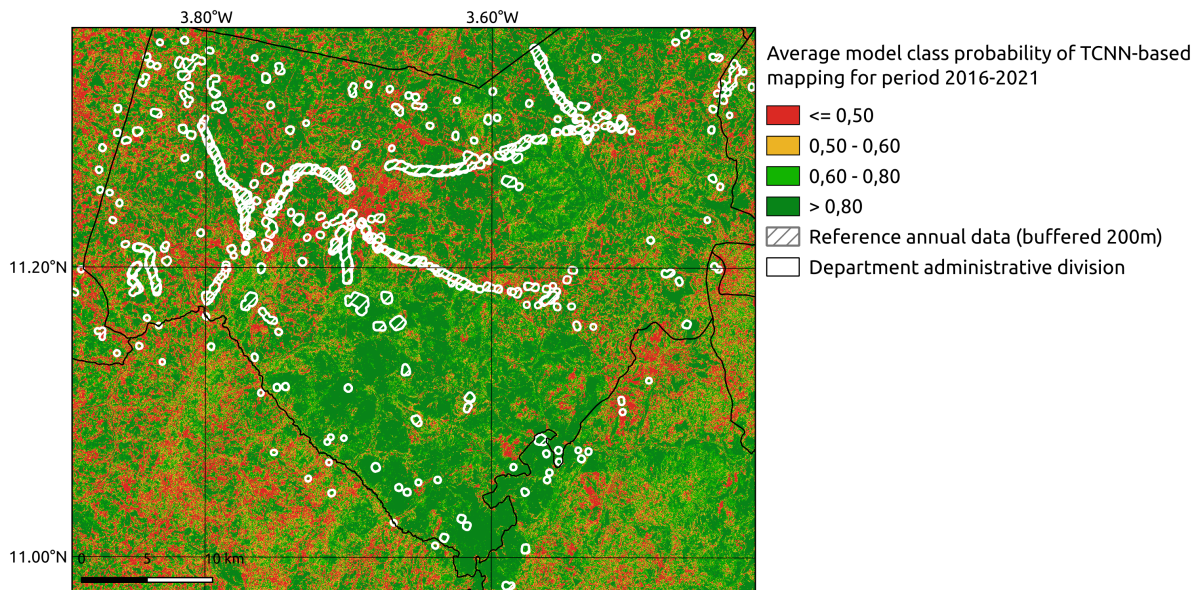 3.80°W
3.60°W
Average model class probability of TCNN-based
mapping for period 2016-2021
<= 0,50
0,50 - 0,60
0,60 - 0,80
> 0,80
Reference annual data (buffered 200m)
11.20°N
Department administrative division
11.00°N
0
5
10 km